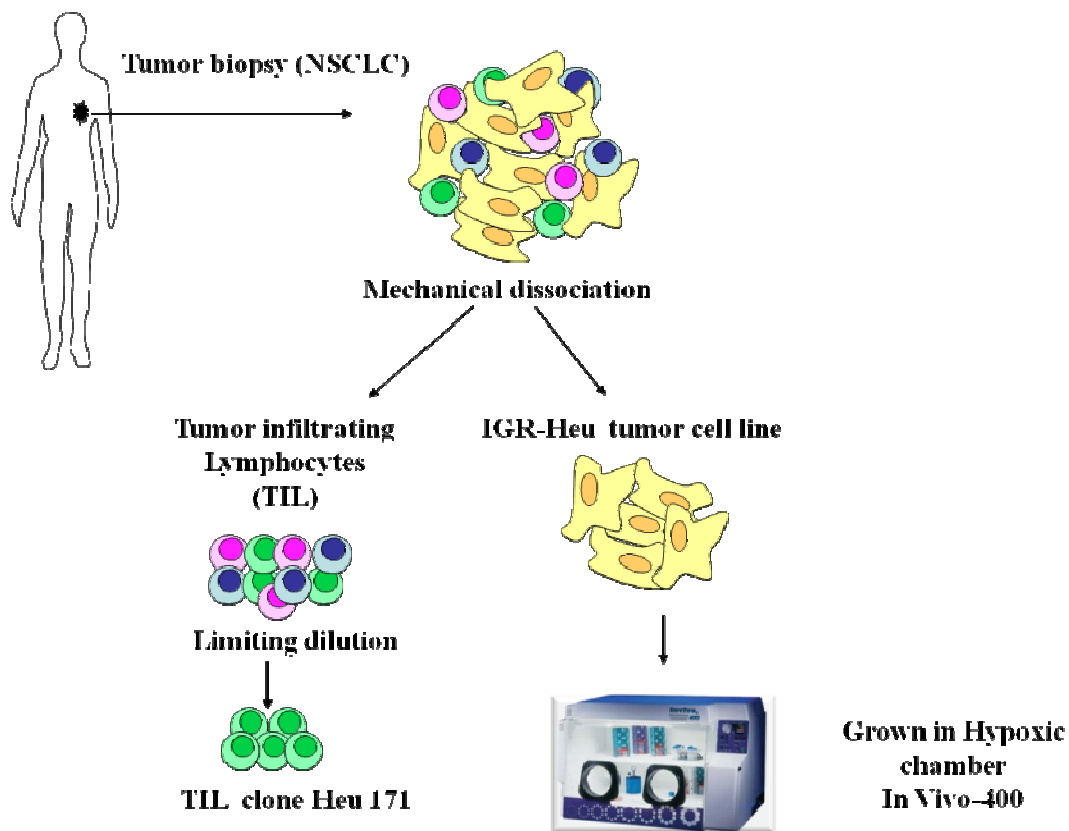 Tumor biopsy (NSCLC)
Mechanical dissociation
Tumor infiltrating
Lymphocytes
(TIL)
IGR-Heu tumor cell line
Limiting dilution
TIL clone Heu 171
Grown in Hypoxic
chamber
In Vivo-400